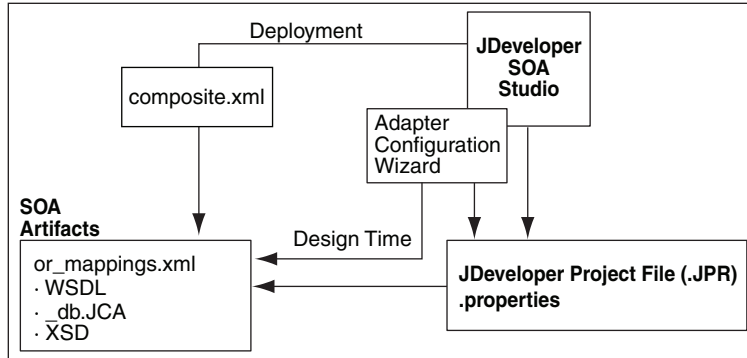 Deployment
JDeveloper
SOA
Studio
composite.xml
Adapter
Configuration
Wizard
SOA
Artifacts
Design Time
or_mappings.xml
· WSDL
· _db.JCA
· XSD
JDeveloper Project File (.JPR)
.properties